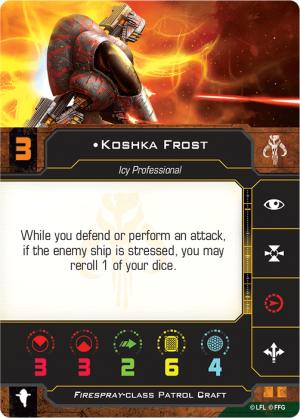 3
•Koshka Frost
Icy Professional
While you defend or perform an attack,
if the enemy ship is stressed, you may
reroll 1 of your dice.
3 3 2 6 4
Firespray-class Patrol Craft
© LFL © FFG